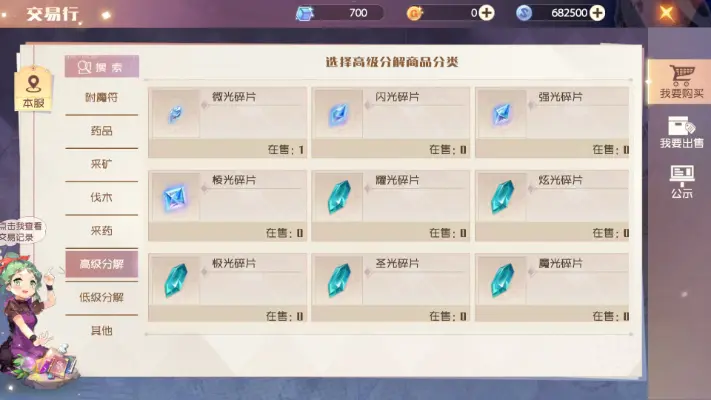 交易行
700
0
682500
本服
搜索
附魔符
药品
采矿
伐木
采药
高级分解
低级分解
其他
选择高级分解商品分类
微光碎片
在售：1
闪光碎片
在售：0
强光碎片
在售：0
棱光碎片
在售：0
耀光碎片
在售：0
炫光碎片
在售：0
极光碎片
在售：0
圣光碎片
在售：0
魔光碎片
在售：0
我要购买
我要出售
公示
点击我查看
交易记录